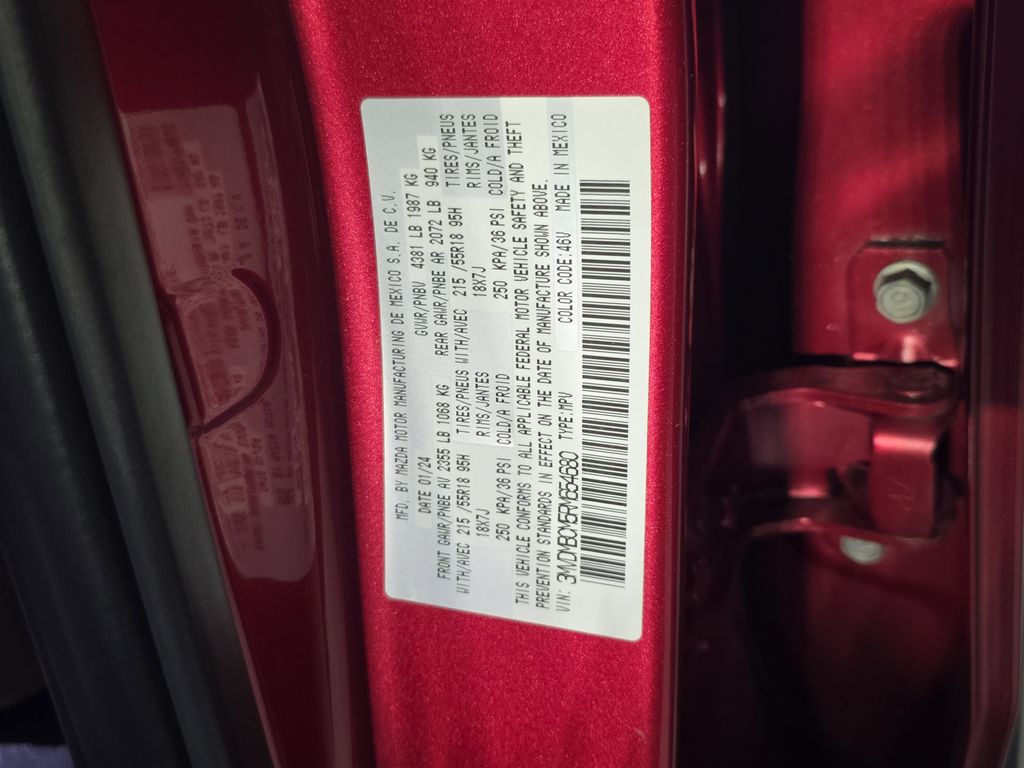 MFD. BY MAZDA MOTOR MANUFACTURING DE MEXICO S.A. DE C.V.
DATE 01/24 GVWR/PNBV 4381 LB 1987 KG
FRONT GAWR/PNBE AV 2355 LB 1068 KG REAR GAWR/PNBE AR 2072 LB 940 KG
WITH/AVEC 215 /55R18 95H TIRES/PNEUS WITH/AVEC 215 /55R18 95H TIRES/PNEUS
18X7J RIMS/JANTES 18X7J RIMS/JANTES
250 KPA/36 PSI COLD/A FROID 250 KPA/36 PSI COLD/A FROID
THIS VEHICLE CONFORMS TO ALL APPLICABLE FEDERAL MOTOR VEHICLE SAFETY AND THEFT
PREVENTION STANDARDS IN EFFECT ON THE DATE OF MANUFACTURE SHOWN ABOVE.
VIN: 3MVDMBCM5RM654680 TYPE:MPV COLOR CODE:46V MADE IN MEXICO